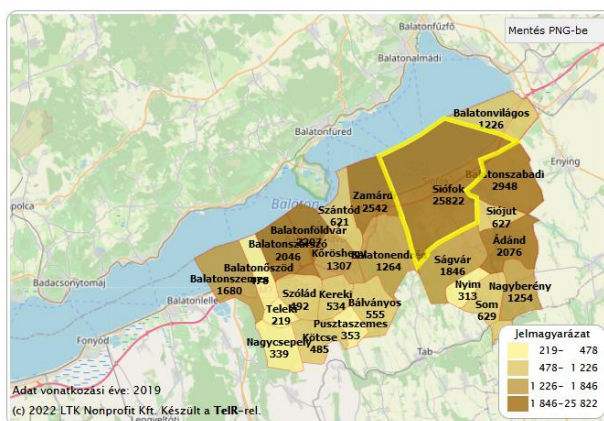 Mentés PNG-be
Balatonfűzfő
Balatonalmádi
Balatonvilágos
1226
Balatonfüred
Enying
Balatonszabadi
2948
Zamárdi
2542
Siófok
25822
Balaton
Szántód
621
Siójut
627
Balatonföldvár
Balatonszárszó
2046
Kőröshegy
1307
Balatonendréd
1264
Ádánd
2076
Ságvár
1846
Balatonőszöd
Balatonszemes
1680
Badacsonytomaj
Balatonlelle
Nyim
313
Nagyberény
1254
Som
629
Szólád
492
Kereki
534
Bálványos
555
Teleki
219
Pusztaszemes
353
Kötcse
485
Nagycsepely
339
Fonyód
Tab
polca
Lengyeltóti
Jelmagyarázat
219- 478
478- 1 226
1 226- 1 846
1 846-25 822
Adat vonatkozási éve: 2019
(c) 2022 LTK Nonprofit Kft. Készült a TeIR-rel.